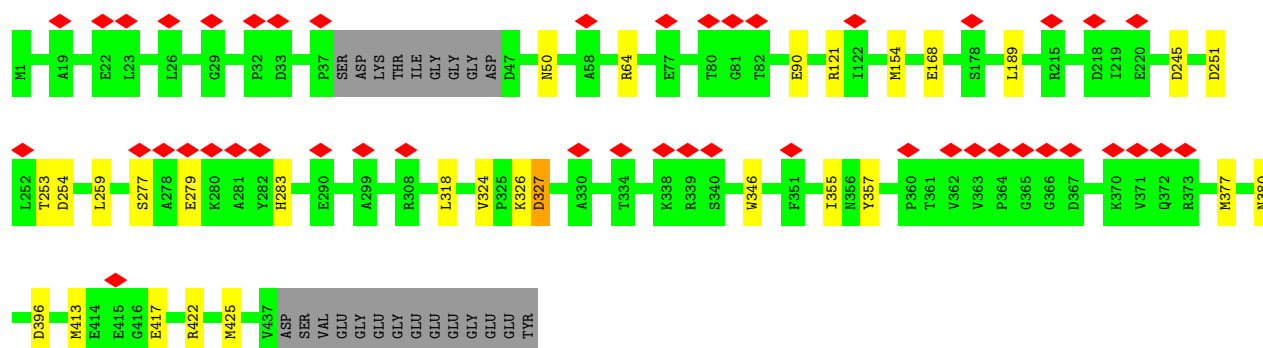 M1 A19 E22 L23 L26 G29 P32 D33 P37 SER ASP LYS THR ILE GLY GLY GLY ASP D47 N50 A58 R64 E77 T80 G81 T82 E90 R121 I122 M154 E168 S178 L189 R215 D218 I219 E220 D245 D251
L252 T253 D254 L259 S277 A278 E279 K280 A281 Y282 H283 E290 A299 R308 L318 V324 P325 K326 D327 A330 T334 K338 R339 S340 W346 F351 I355 N356 Y357 P360 T361 V362 V363 P364 G365 G366 D367 K370 V371 Q372 R373 M377 N380
D396 M413 E414 E415 G416 E417 R422 M425 V437 ASP SER VAL GLU GLY GLU GLY GLU GLU GLU GLY GLU GLU TYR